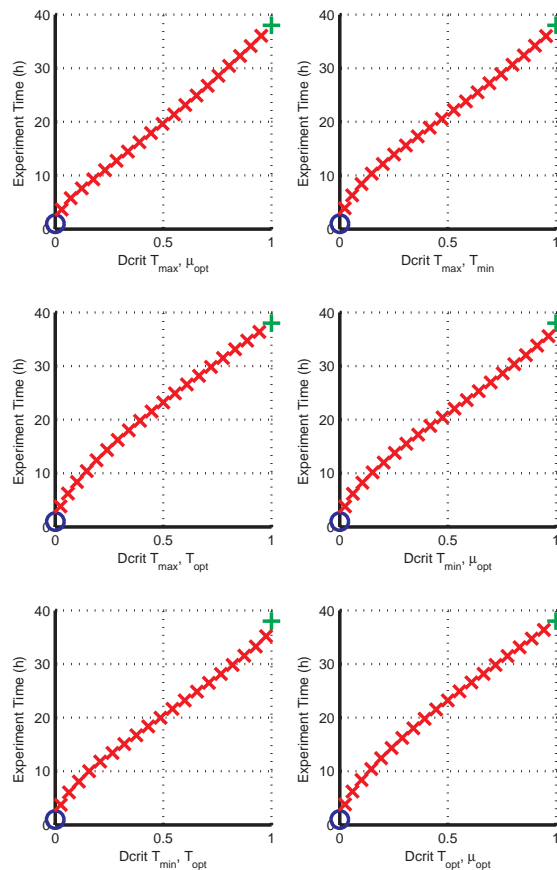 40
30
20
10
0
Experiment Time (h)
0 0.5 1
Dcrit T_max, μ_opt
40
30
20
10
0
Experiment Time (h)
0 0.5 1
Dcrit T_max, T_min
40
30
20
10
0
Experiment Time (h)
0 0.5 1
Dcrit T_max, T_opt
40
30
20
10
0
Experiment Time (h)
0 0.5 1
Dcrit T_min, μ_opt
40
30
20
10
0
Experiment Time (h)
0 0.5 1
Dcrit T_min, T_opt
40
30
20
10
0
Experiment Time (h)
0 0.5 1
Dcrit T_opt, μ_opt